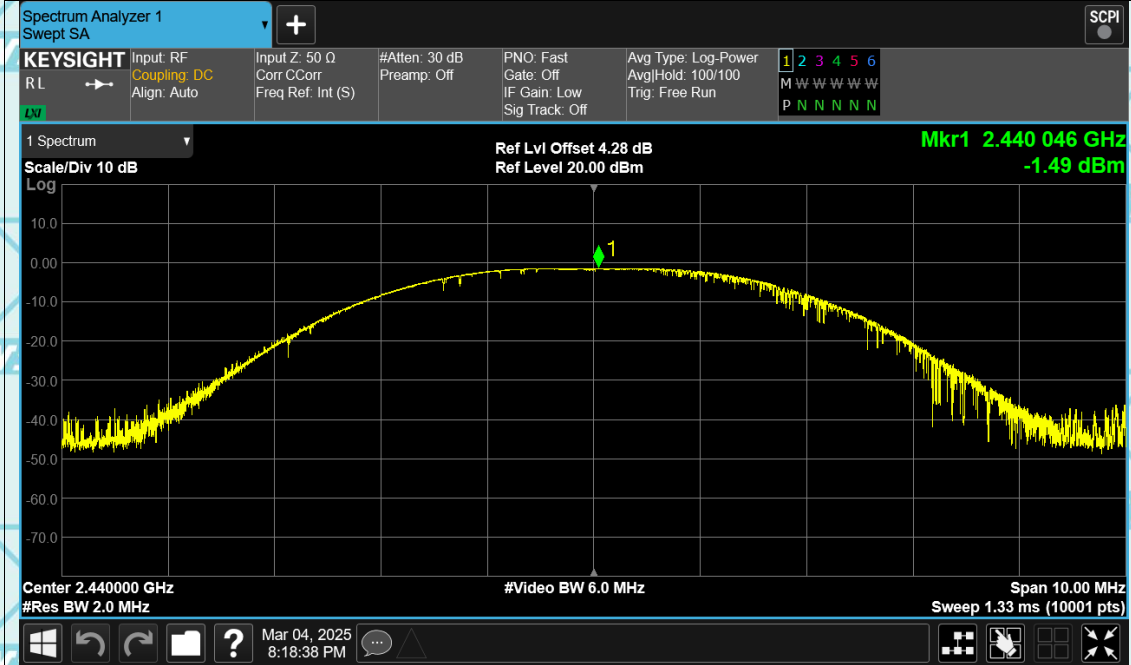 Spectrum Analyzer 1
Swept SA
+
SCPI
KEYSIGHT
R L
LXI
Input: RF
Coupling: DC
Align: Auto
Input Z: 50 Ω
Corr CCorr
Freq Ref: Int (S)
#Atten: 30 dB
Preamp: Off
PNO: Fast
Gate: Off
IF Gain: Low
Sig Track: Off
Avg Type: Log-Power
Avg|Hold: 100/100
Trig: Free Run
1 2 3 4 5 6
M W W W W W
P N N N N N
1 Spectrum
Scale/Div 10 dB
Log
Ref Lvl Offset 4.28 dB
Ref Level 20.00 dBm
Mkr1 2.440 046 GHz
-1.49 dBm
1
10.0
0.00
-10.0
-20.0
-30.0
-40.0
-50.0
-60.0
-70.0
Center 2.440000 GHz
#Res BW 2.0 MHz
#Video BW 6.0 MHz
Span 10.00 MHz
Sweep 1.33 ms (10001 pts)
?
Mar 04, 2025
8:18:38 PM